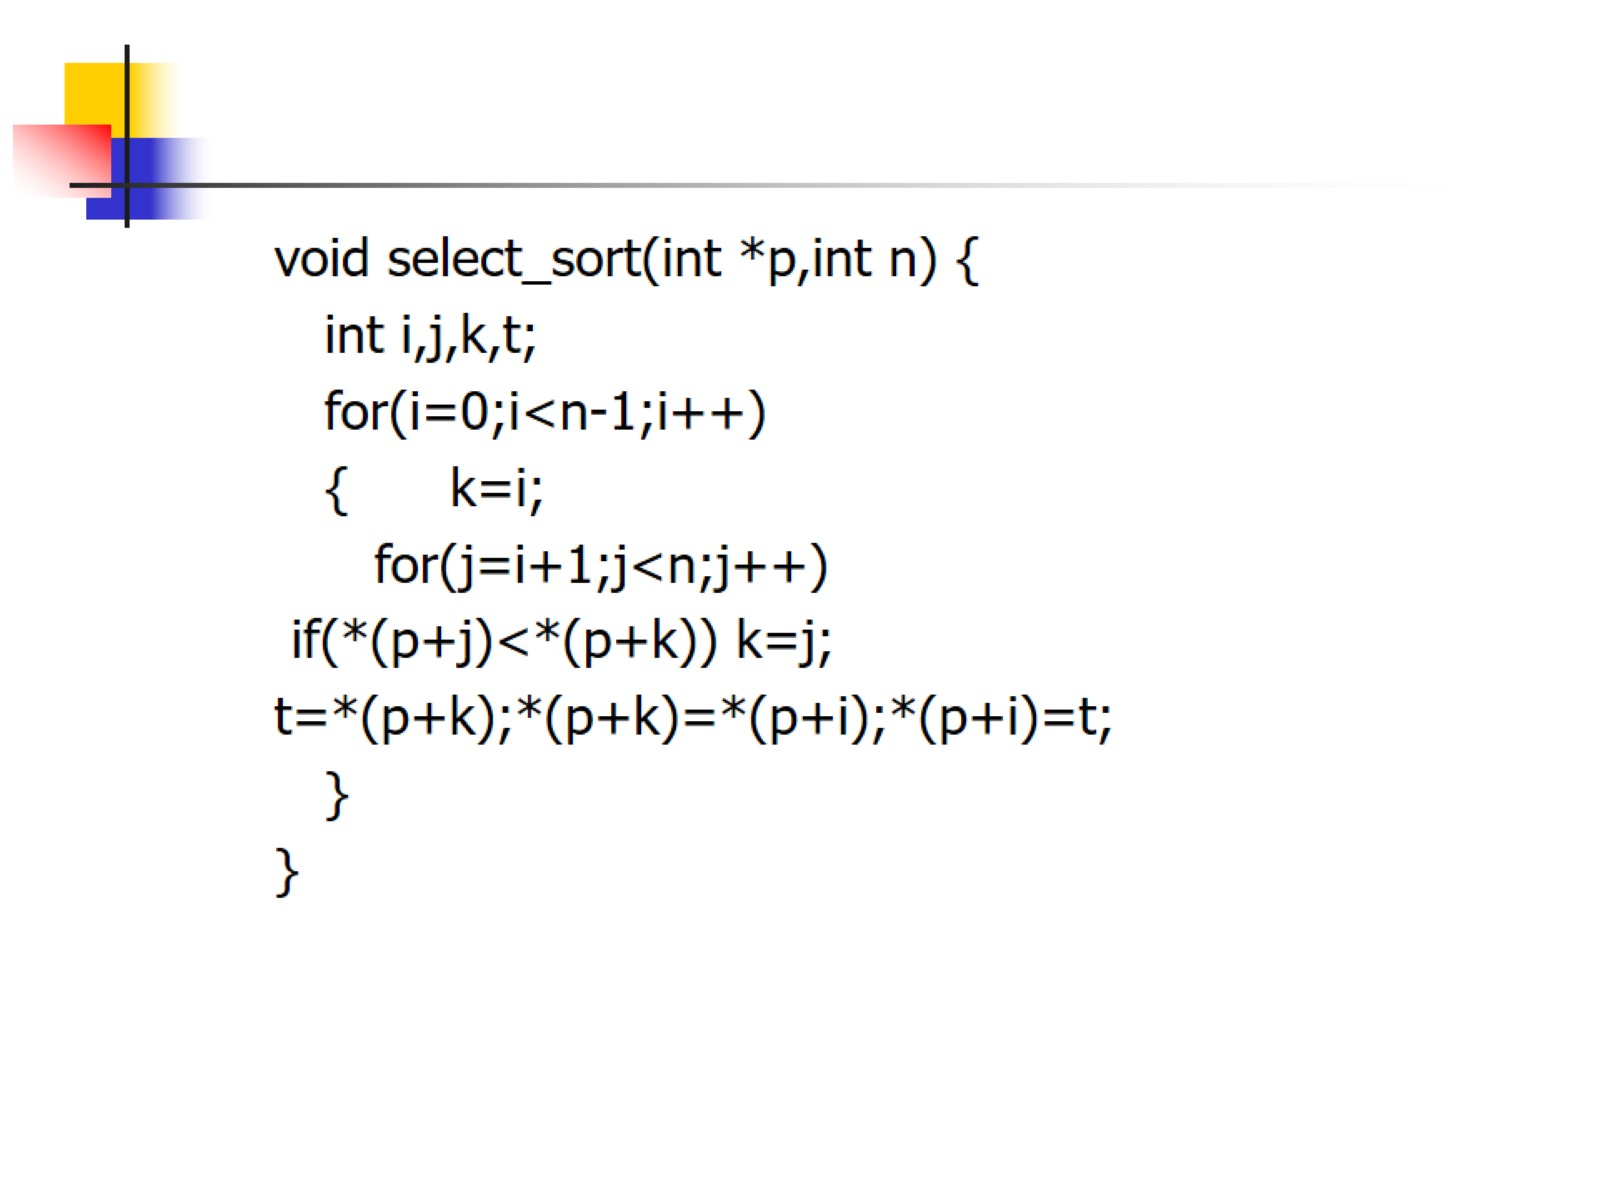 void select_sort(int *p,int n) {
int i,j,k,t;
for(i=0;i<n-1;i++)
{ k=i;
for(j=i+1;j<n;j++)
if(*(p+j)<*(p+k)) k=j;
t=*(p+k);*(p+k)=*(p+i);*(p+i)=t;
}
}